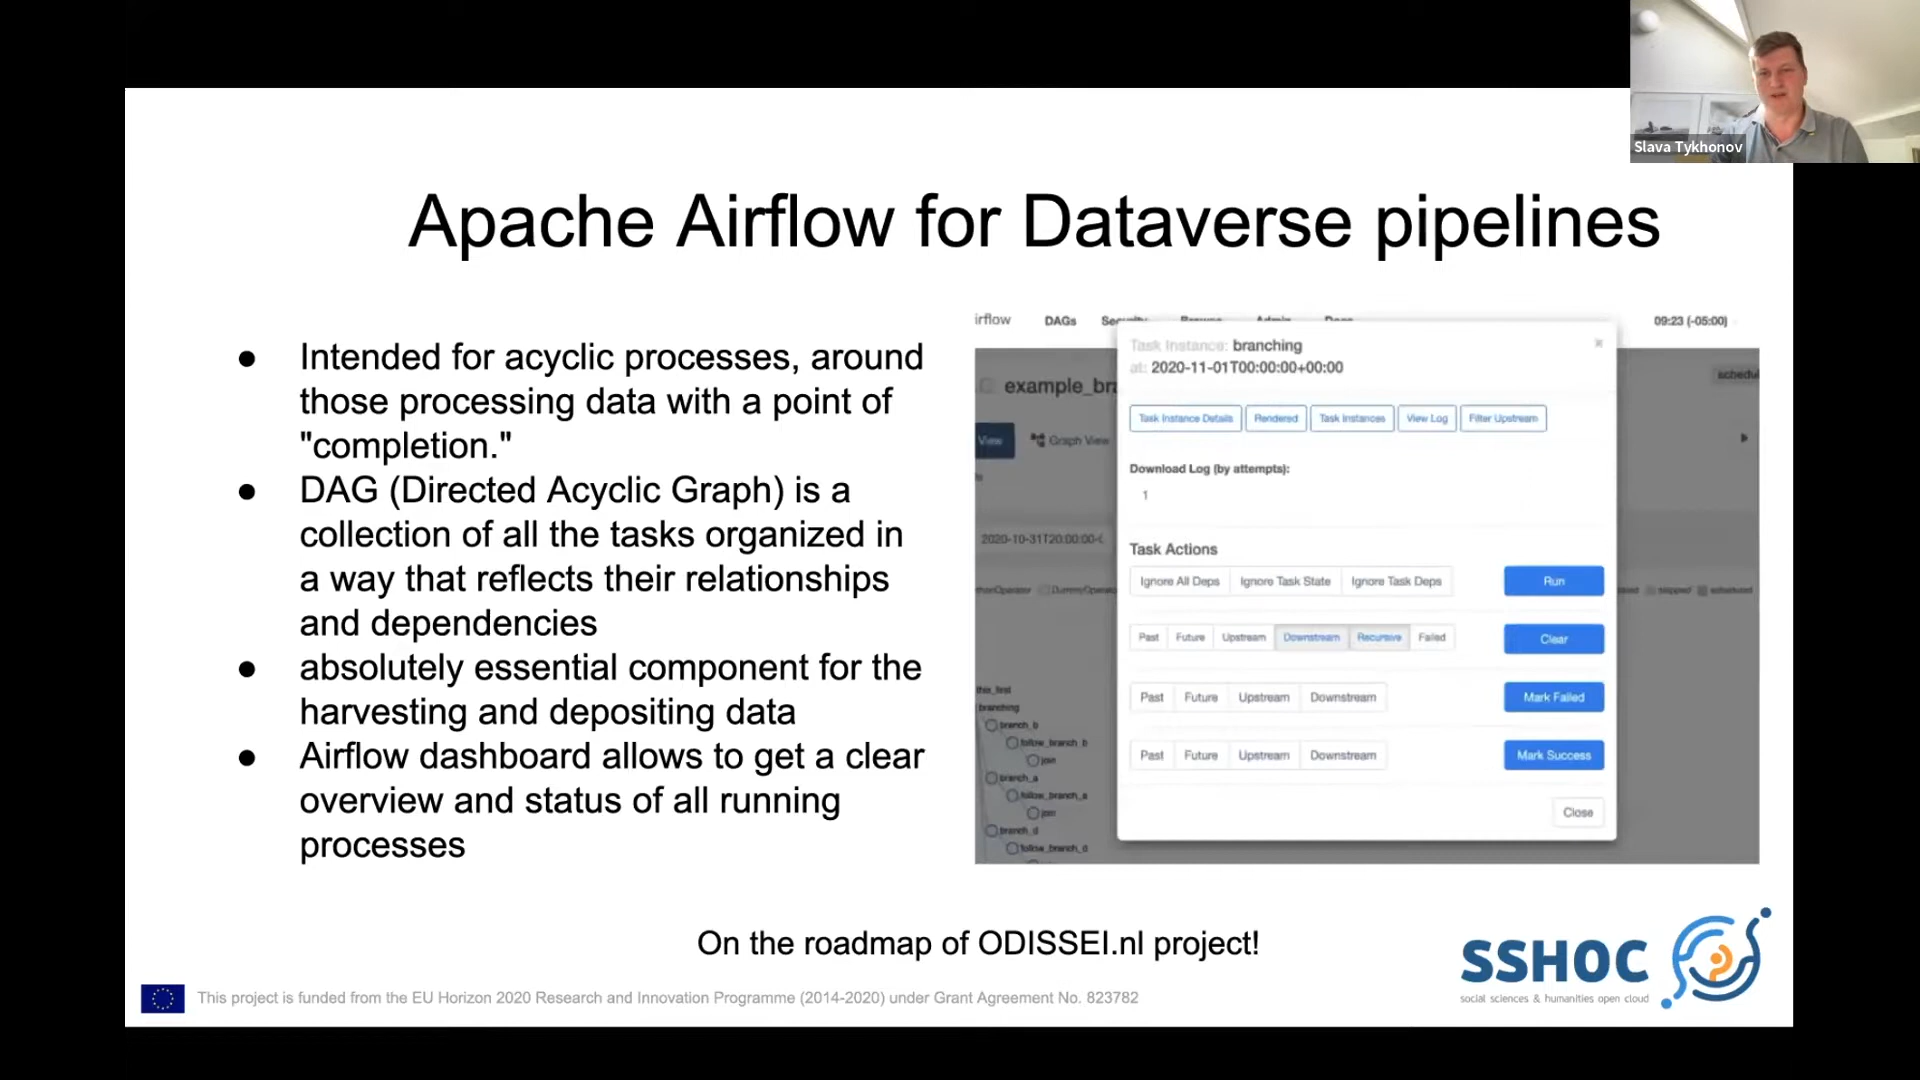 Slava Tykhonov
Apache Airflow for Dataverse pipelines
Intended for acyclic processes, around
those processing data with a point of
"completion."
DAG (Directed Acyclic Graph) is a
collection of all the tasks organized in
a way that reflects their relationships
and dependencies
absolutely essential component for the
harvesting and depositing data
Airflow dashboard allows to get a clear
overview and status of all running
processes
irflow DAGs 09:23 (-05:00)
Task Instance: branching
at: 2020-11-01T00:00:00+00:00
example_bra
schedul
Task Instance Details Rendered Task Instances View Log Filter Upstream
View Graph View
Download Log (by attempts):
1
2020-10-31T20:00:00-0
Task Actions
Ignore All Deps Ignore Task State Ignore Task Deps Run
skipped scheduled
Past Future Upstream Downstream Recursive Failed Clear
this_first
Past Future Upstream Downstream Mark Failed
branching
branch_b
follow_branch_b
join
Past Future Upstream Downstream Mark Success
branch_a
follow_branch_a
join
Close
branch_d
follow_branch_d
On the roadmap of ODISSEI.nl project!
SSHOC
social sciences & humanities open cloud
This project is funded from the EU Horizon 2020 Research and Innovation Programme (2014-2020) under Grant Agreement No. 823782